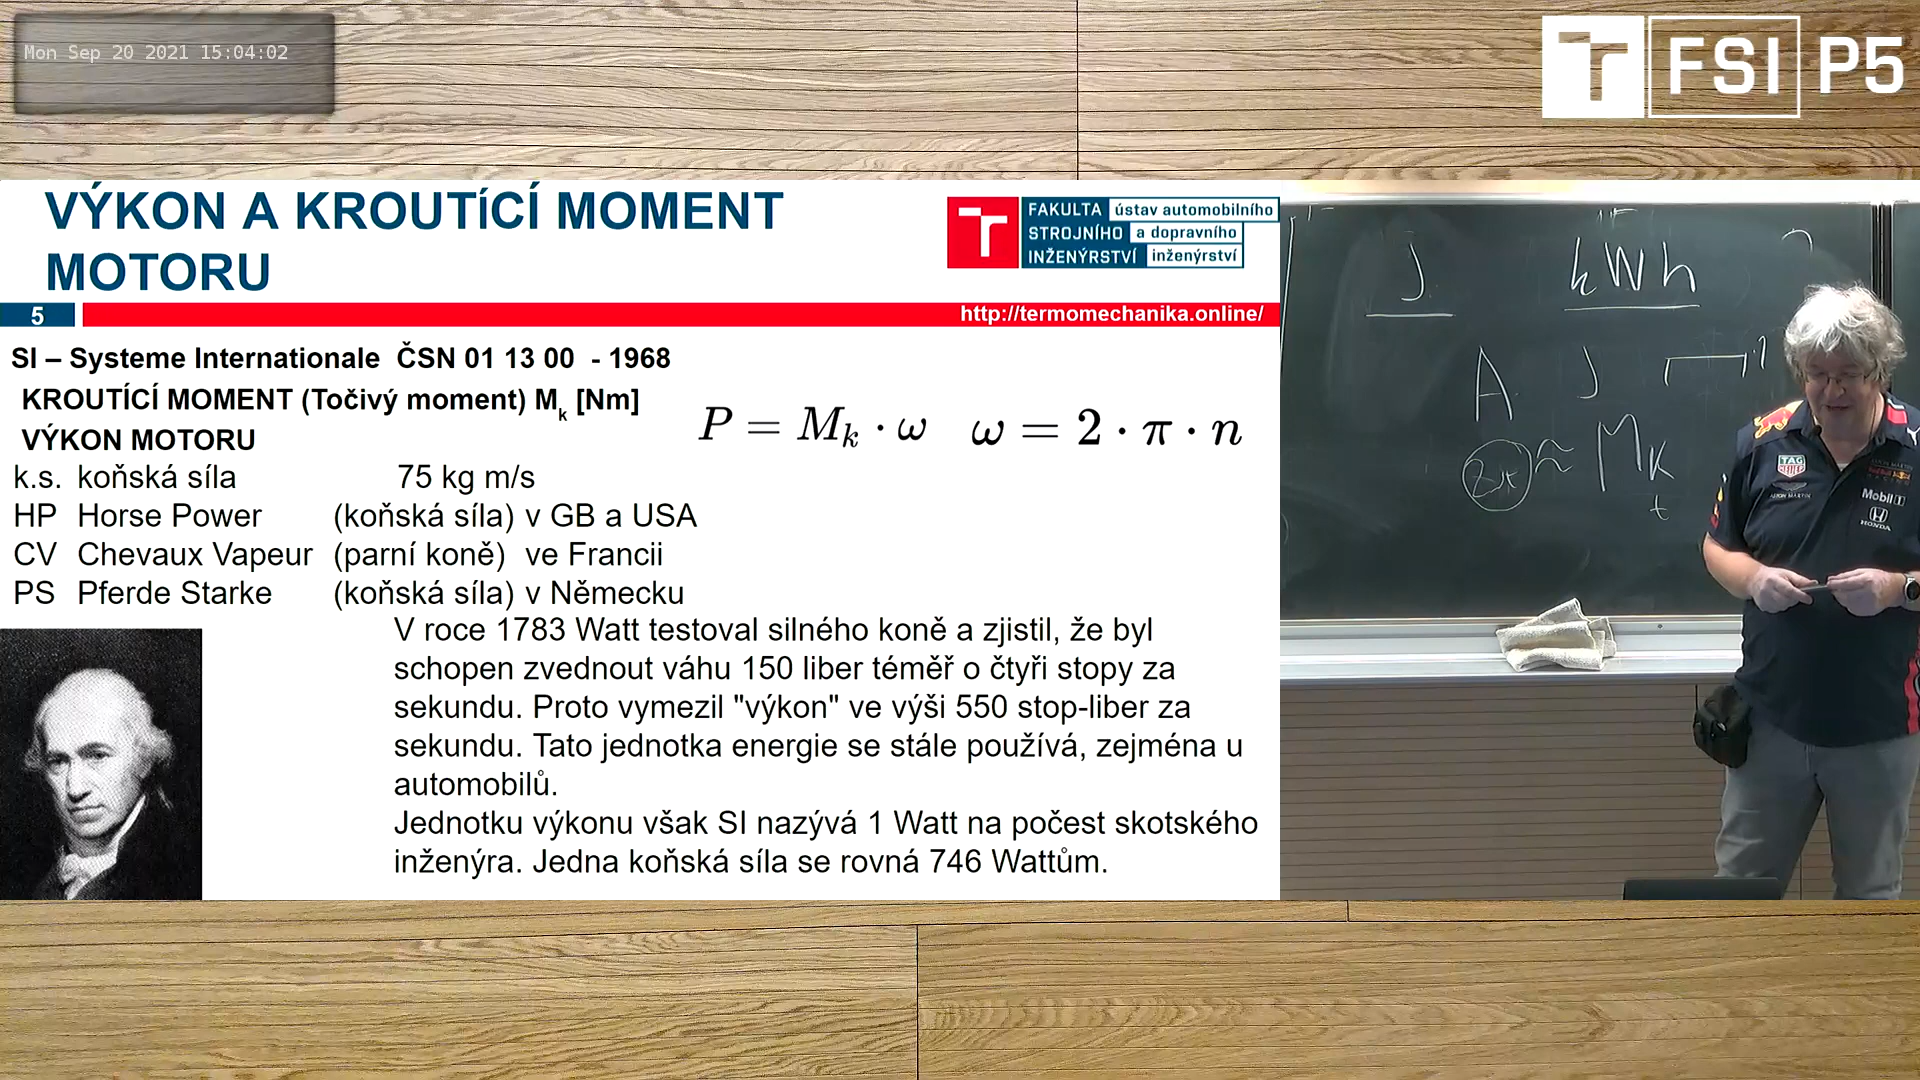 Mon Sep 20 2021 15:04:02
FSI P5
VÝKON A KROUTÍCÍ MOMENT
MOTORU
FAKULTA ústav automobilního
STROJNÍHO a dopravního
INŽENÝRSTVÍ inženýrství
5
http://termomechanika.online/
SI – Systeme Internationale ČSN 01 13 00 - 1968
KROUTÍCÍ MOMENT (Točivý moment) Mk [Nm]
P = Mk · ω ω = 2 · π · n
VÝKON MOTORU
k.s. koňská síla 75 kg m/s
HP Horse Power (koňská síla) v GB a USA
CV Chevaux Vapeur (parní koně) ve Francii
PS Pferde Starke (koňská síla) v Německu
V roce 1783 Watt testoval silného koně a zjistil, že byl
schopen zvednout váhu 150 liber téměř o čtyři stopy za
sekundu. Proto vymezil "výkon" ve výši 550 stop-liber za
sekundu. Tato jednotka energie se stále používá, zejména u
automobilů.
Jednotku výkonu však SI nazývá 1 Watt na počest skotského
inženýra. Jedna koňská síla se rovná 746 Wattům.
J kWh
A J
Mk
t
TAG
ASTON MARTIN
Mobil 1
HONDA